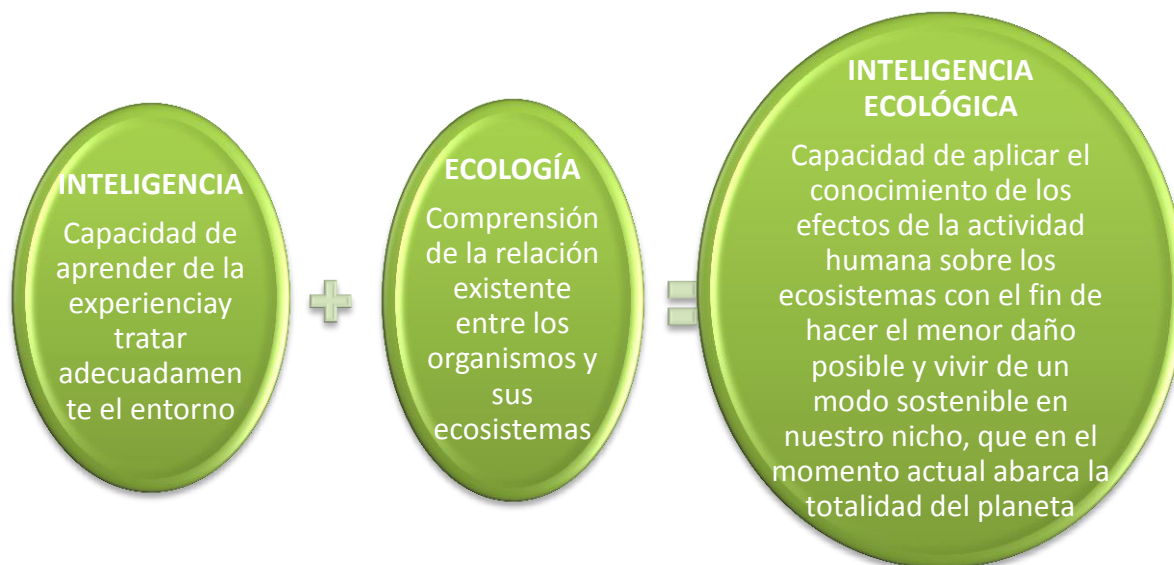 INTELIGENCIA
Capacidad de
aprender de la
experienciay
tratar
adecuadamen
te el entorno
ECOLOGÍA
Comprensión
de la relación
existente
entre los
organismos y
sus
ecosistemas
INTELIGENCIA
ECOLÓGICA
Capacidad de aplicar el
conocimiento de los
efectos de la actividad
humana sobre los
ecosistemas con el fin de
hacer el menor daño
posible y vivir de un
modo sostenible en
nuestro nicho, que en el
momento actual abarca la
totalidad del planeta